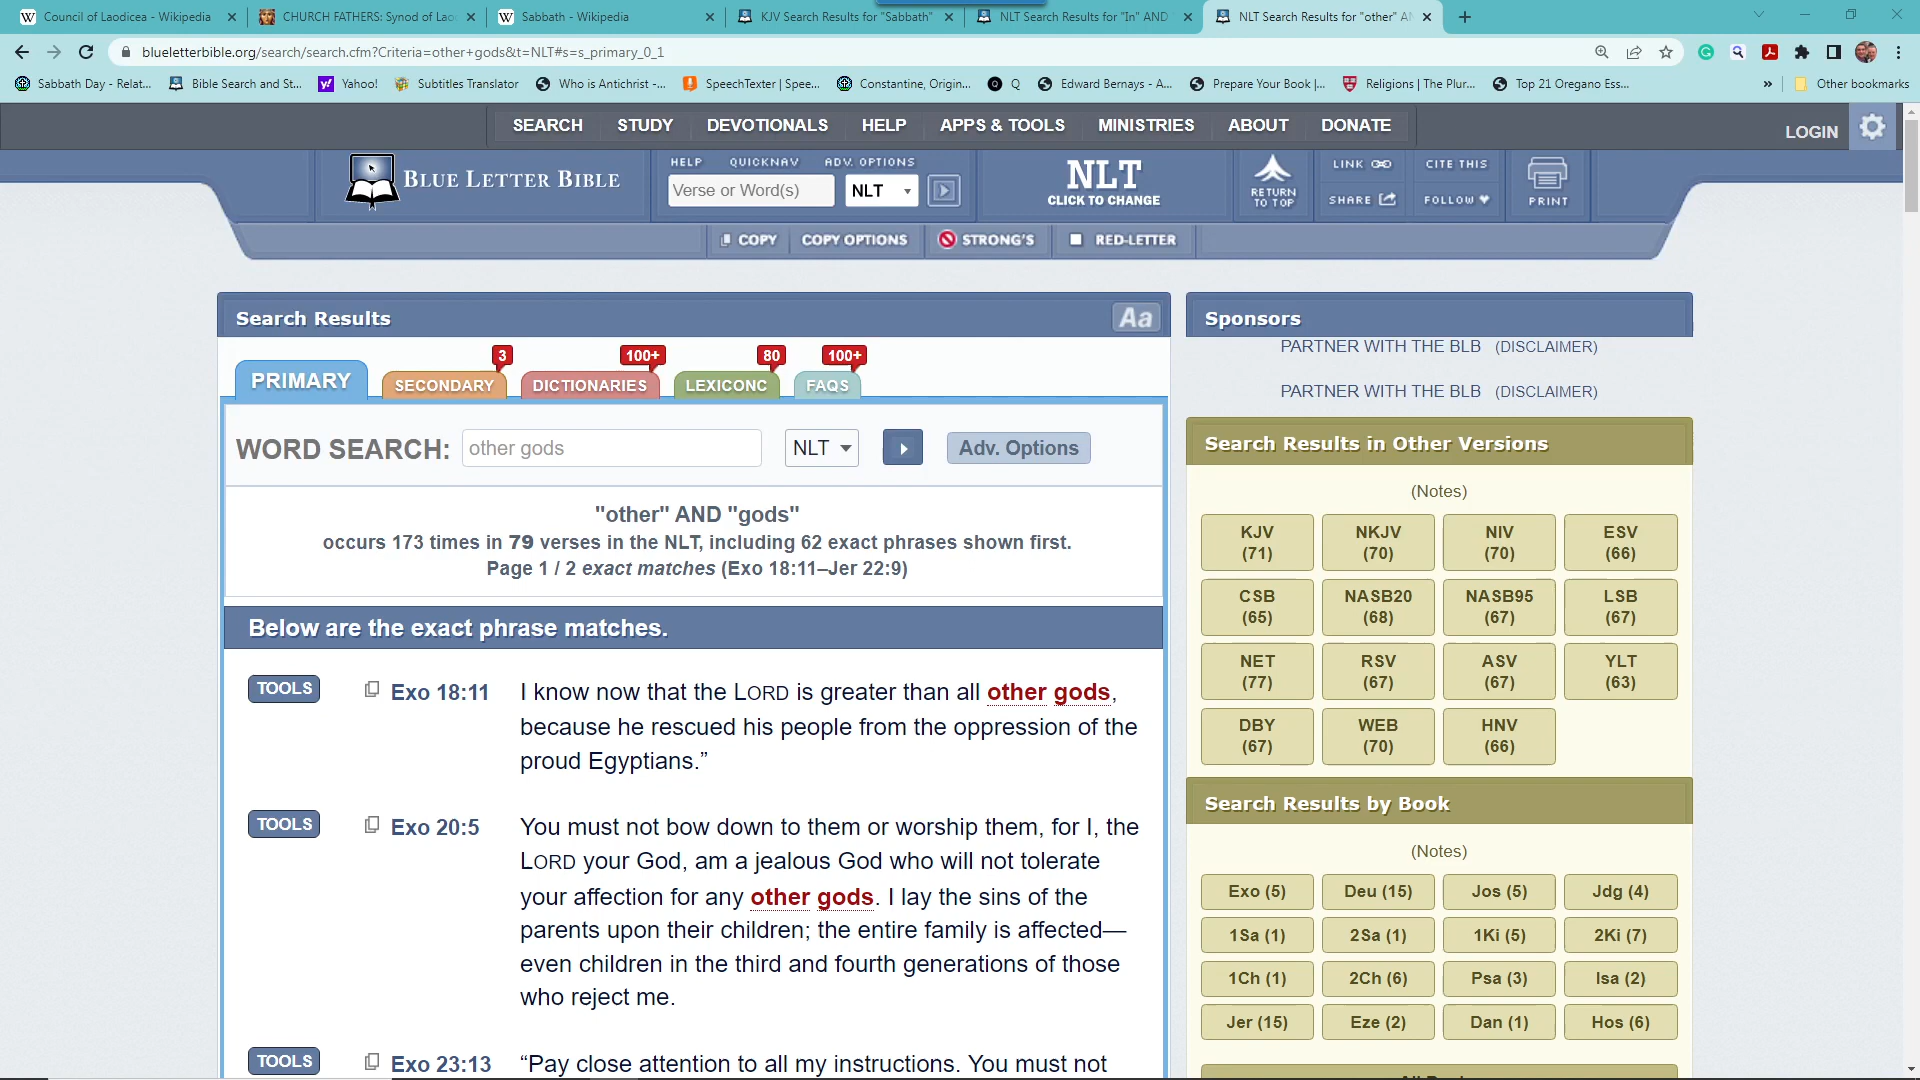 Council of Laodicea - Wikipedia
CHURCH FATHERS: Synod of Lao
Sabbath - Wikipedia
KJV Search Results for "Sabbath"
NLT Search Results for "In" AND
NLT Search Results for "other" A
blueletterbible.org/search/search.cfm?Criteria=other+gods&t=NLT#s=s_primary_0_1
Sabbath Day - Relat...
Bible Search and St...
Yahoo!
Subtitles Translator
Who is Antichrist -...
SpeechTexter | Spee...
Constantine, Origin...
Q
Edward Bernays - A...
Prepare Your Book |...
Religions | The Plur...
Top 21 Oregano Ess...
»
Other bookmarks
SEARCH STUDY DEVOTIONALS HELP APPS & TOOLS MINISTRIES ABOUT DONATE
LOGIN
BLUE LETTER BIBLE
HELP QUICKNAV ADV. OPTIONS
Verse or Word(s)
NLT
NLT
CLICK TO CHANGE
RETURN
TO TOP
LINK
CITE THIS
SHARE
FOLLOW
PRINT
COPY
COPY OPTIONS
STRONG'S
RED-LETTER
Search Results
Aa
3
100+
80
100+
PRIMARY
SECONDARY
DICTIONARIES
LEXICONC
FAQS
WORD SEARCH:
other gods
NLT
Adv. Options
"other" AND "gods"
occurs 173 times in 79 verses in the NLT, including 62 exact phrases shown first.
Page 1 / 2 exact matches (Exo 18:11–Jer 22:9)
Below are the exact phrase matches.
TOOLS
Exo 18:11
I know now that the LORD is greater than all other gods,
because he rescued his people from the oppression of the
proud Egyptians.”
TOOLS
Exo 20:5
You must not bow down to them or worship them, for I, the
LORD your God, am a jealous God who will not tolerate
your affection for any other gods. I lay the sins of the
parents upon their children; the entire family is affected—
even children in the third and fourth generations of those
who reject me.
TOOLS
Exo 23:13
“Pay close attention to all my instructions. You must not
Sponsors
PARTNER WITH THE BLB (DISCLAIMER)
PARTNER WITH THE BLB (DISCLAIMER)
Search Results in Other Versions
(Notes)
KJV
(71)
NKJV
(70)
NIV
(70)
ESV
(66)
CSB
(65)
NASB20
(68)
NASB95
(67)
LSB
(67)
NET
(77)
RSV
(67)
ASV
(67)
YLT
(63)
DBY
(67)
WEB
(70)
HNV
(66)
Search Results by Book
(Notes)
Exo (5)
Deu (15)
Jos (5)
Jdg (4)
1Sa (1)
2Sa (1)
1Ki (5)
2Ki (7)
1Ch (1)
2Ch (6)
Psa (3)
Isa (2)
Jer (15)
Eze (2)
Dan (1)
Hos (6)